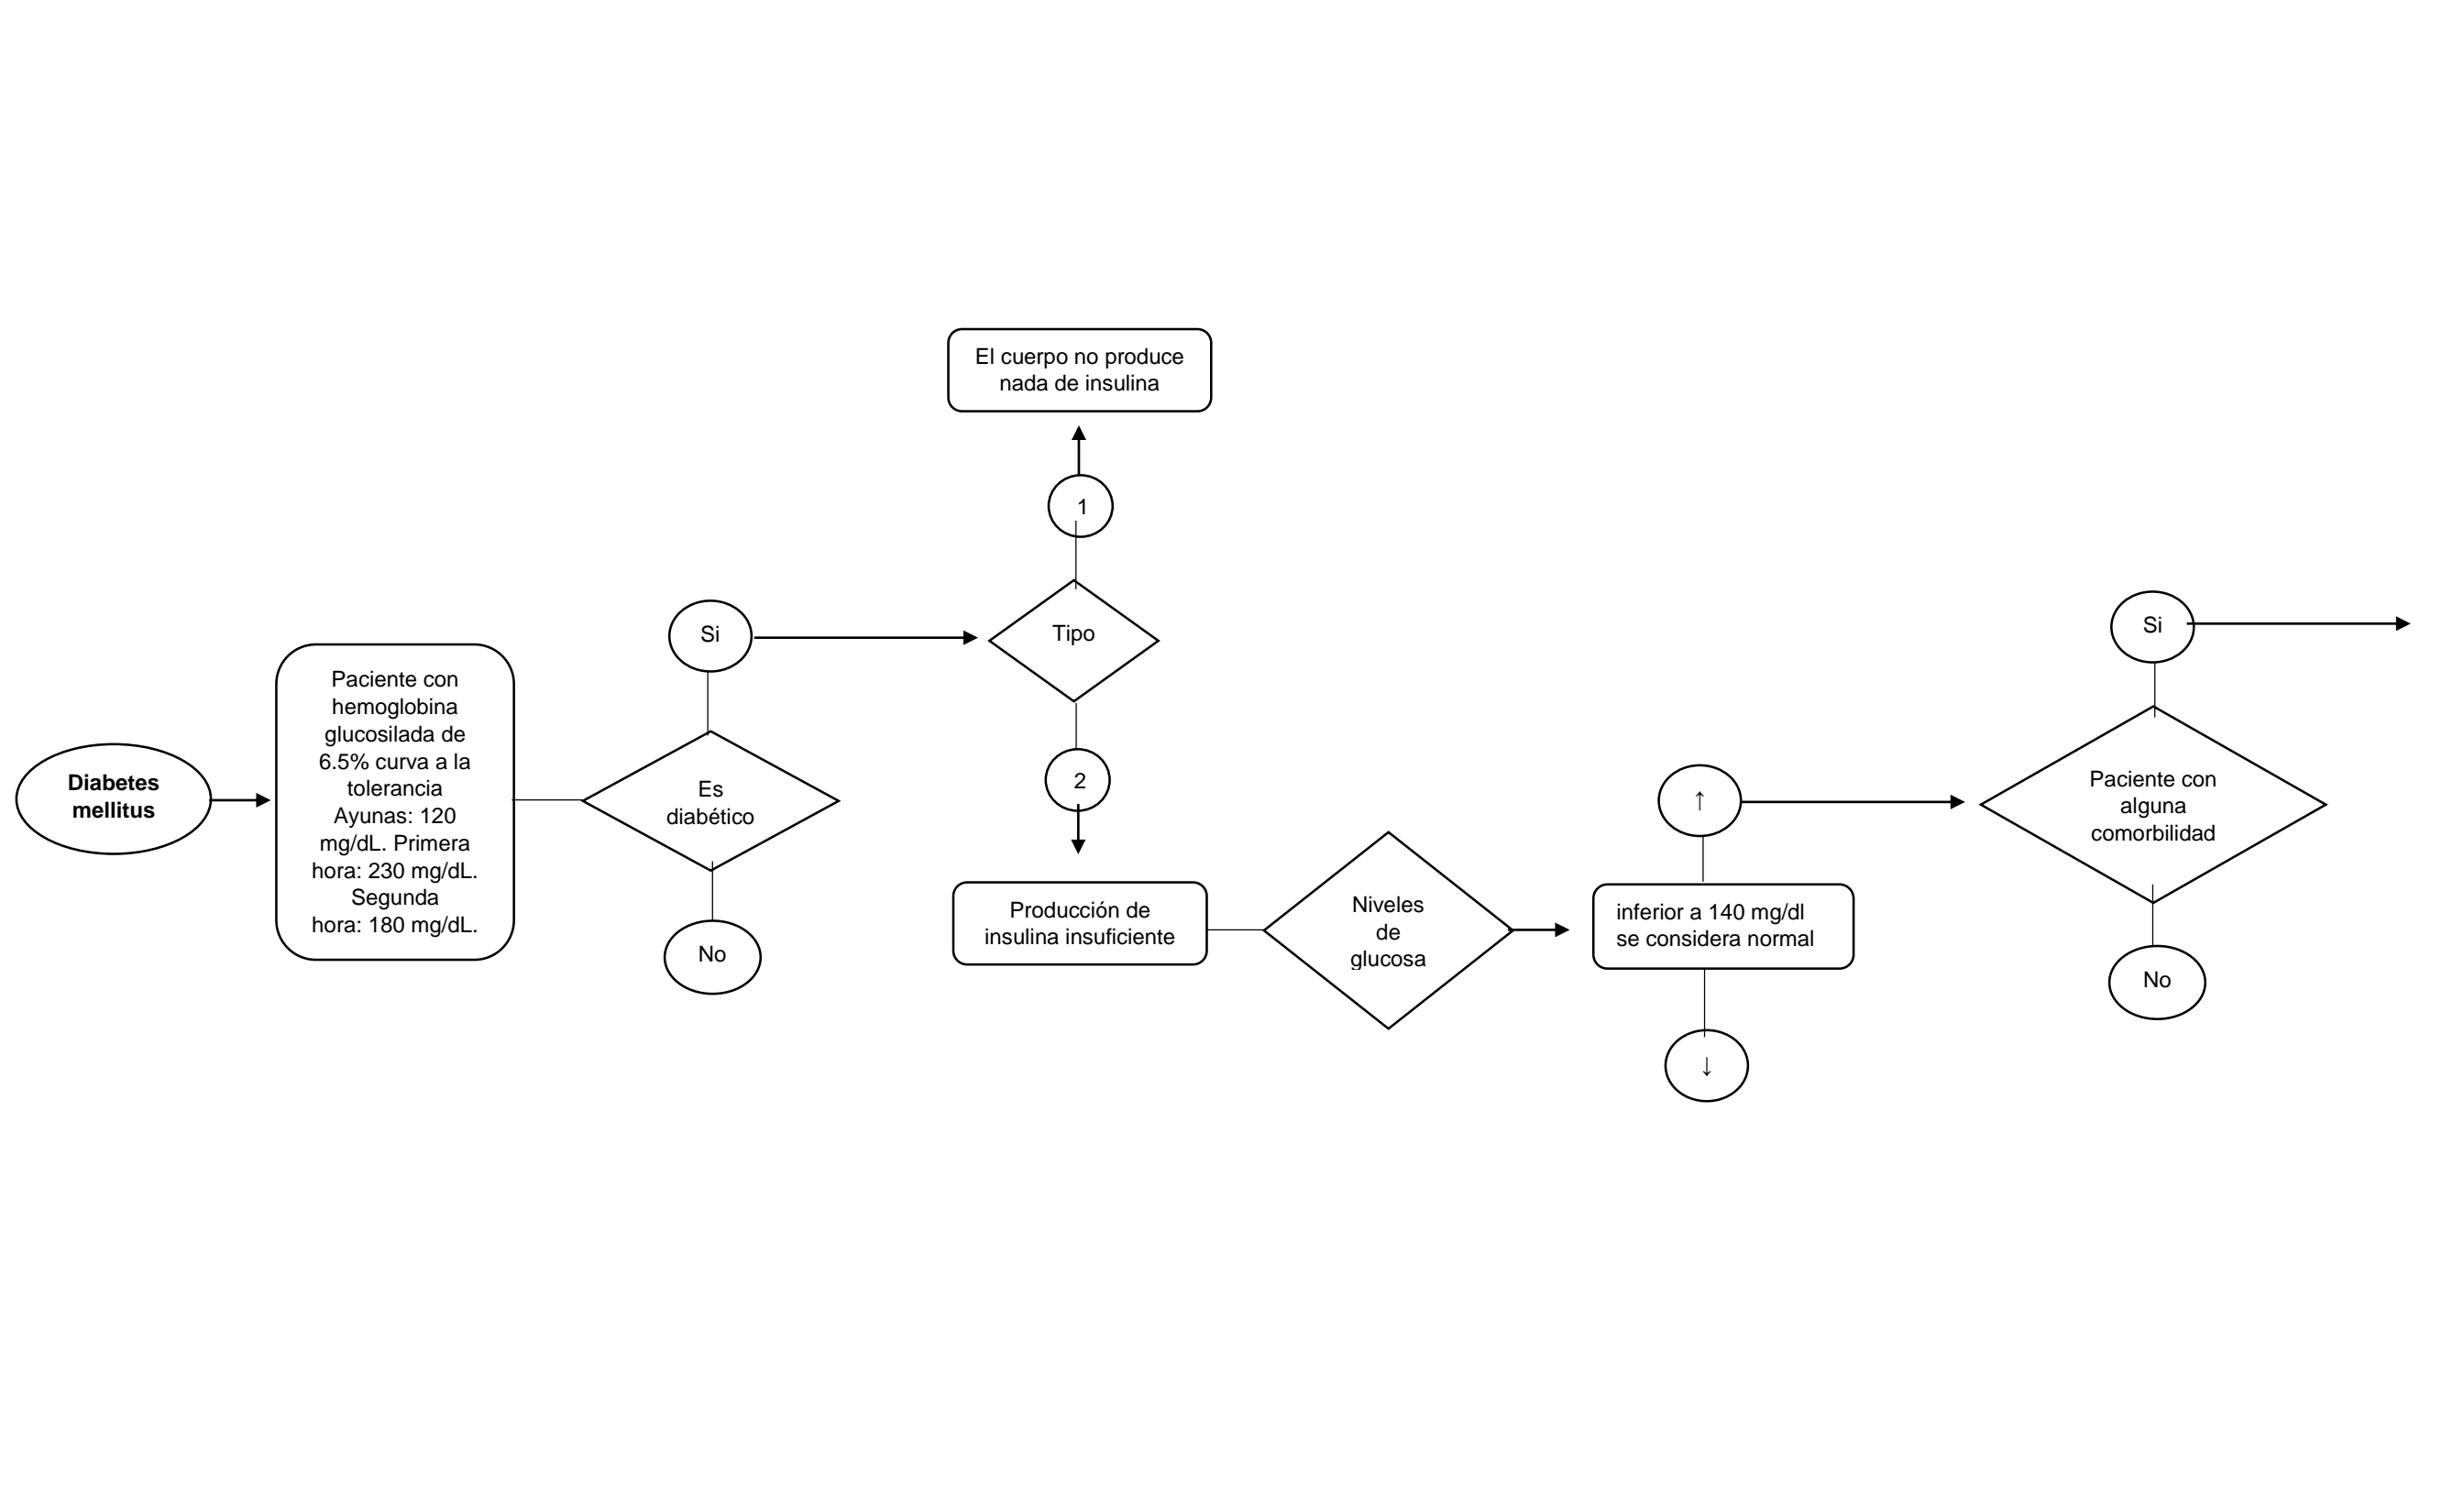 El cuerpo no produce
nada de insulina
1
Si
Tipo
Si
Paciente con
hemoglobina
glucosilada de
6.5% curva a la
tolerancia
Ayunas: 120
mg/dL. Primera
hora: 230 mg/dL.
Segunda
hora: 180 mg/dL.
Diabetes
mellitus
Es
diabético
No
2
Producción de
insulina insuficiente
Niveles
de
glucosa
↑
inferior a 140 mg/dl
se considera normal
↓
Paciente con
alguna
comorbilidad
No